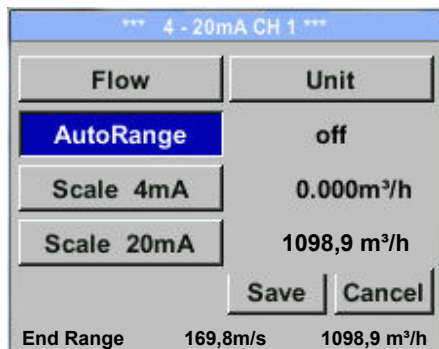 *** 4 - 20mA CH 1 ***
Flow Unit
AutoRange off
Scale 4mA 0.000m³/h
Scale 20mA 1098,9 m³/h
Save Cancel
End Range 169,8m/s 1098,9 m³/h